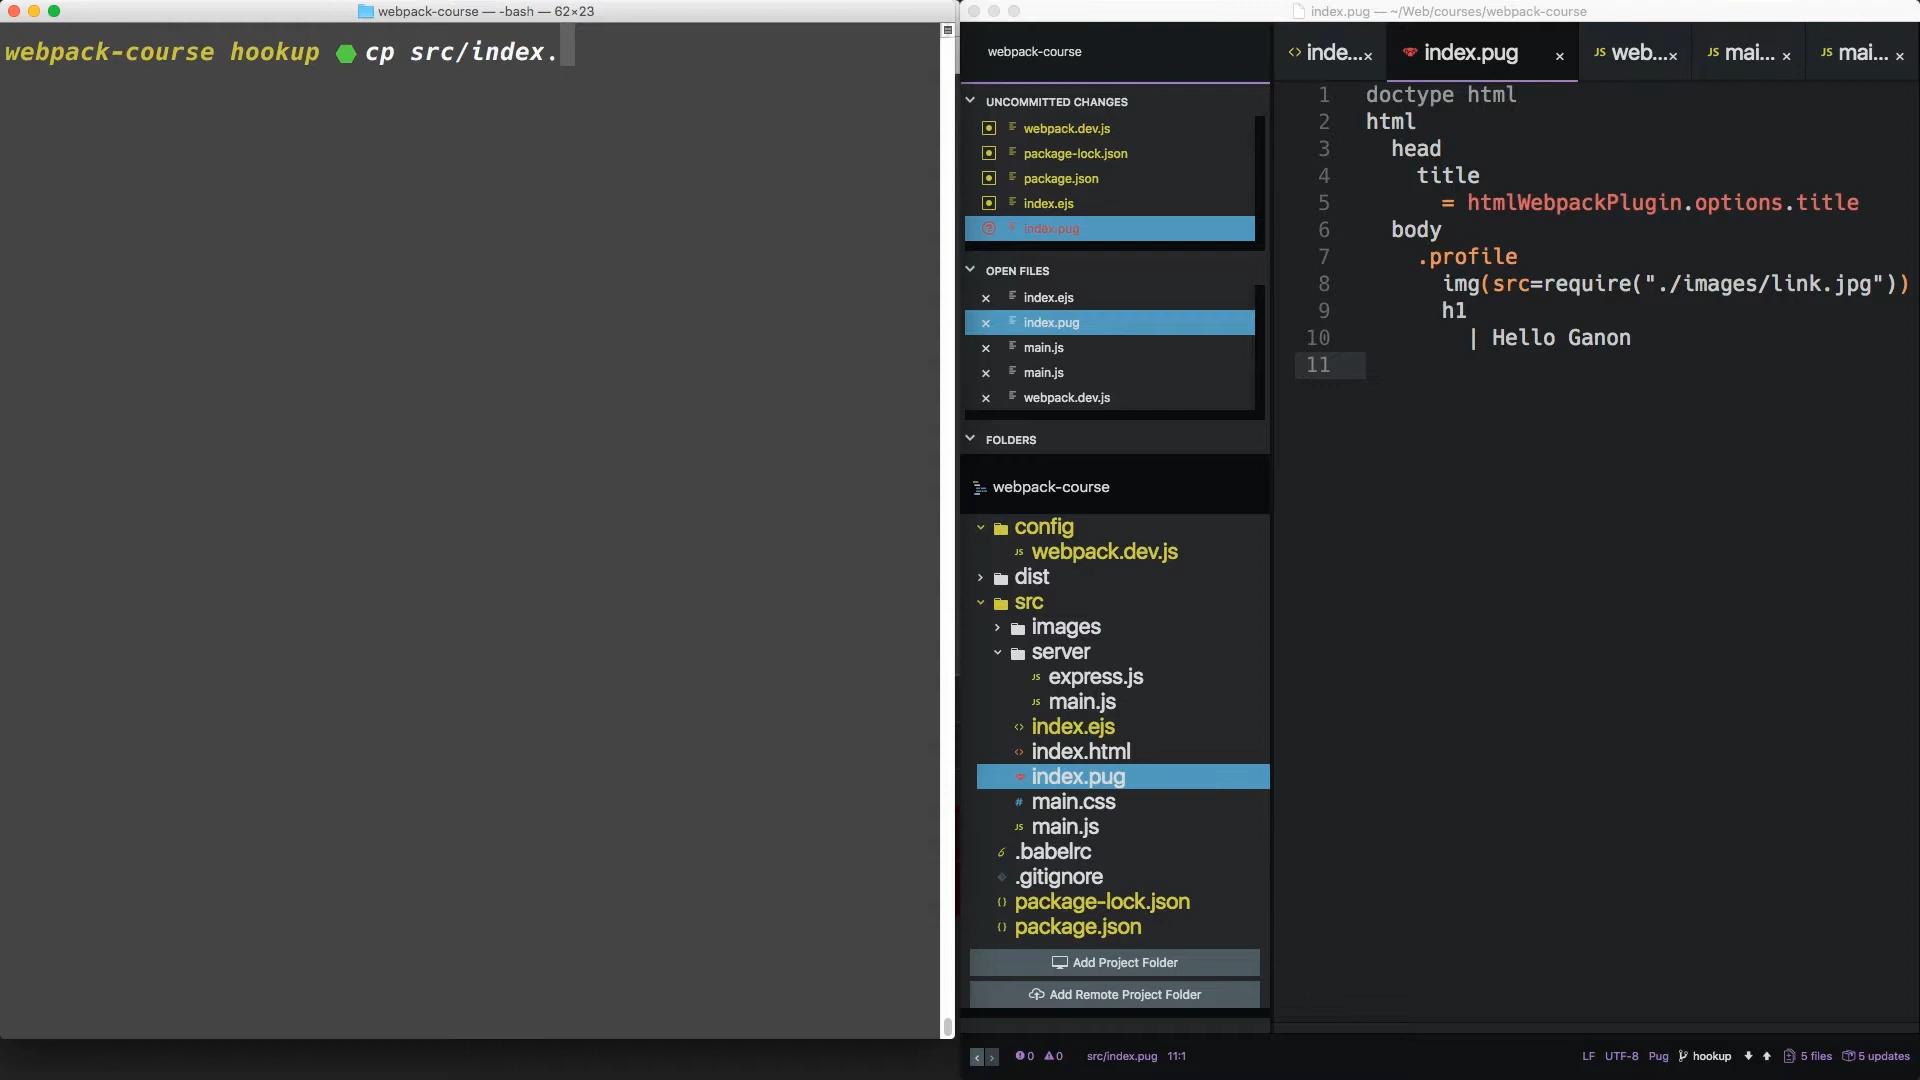 webpack-course — -bash — 62×23
webpack-course hookup cp src/index.
index.pug — ~/Web/courses/webpack-course
webpack-course
UNCOMMITTED CHANGES
webpack.dev.js
package-lock.json
package.json
index.ejs
index.pug
OPEN FILES
index.ejs
index.pug
main.js
main.js
webpack.dev.js
FOLDERS
webpack-course
config
JS webpack.dev.js
dist
src
images
server
JS express.js
JS main.js
<> index.ejs
<> index.html
index.pug
# main.css
JS main.js
.babelrc
.gitignore
{} package-lock.json
{} package.json
Add Project Folder
Add Remote Project Folder
<> inde... ×
index.pug ×
JS web... ×
JS mai... ×
JS mai... ×
1 doctype html
2 html
3 head
4 title
5 = htmlWebpackPlugin.options.title
6 body
7 .profile
8 img(src=require("./images/link.jpg"))
9 h1
10 | Hello Ganon
11
0 0 src/index.pug 11:1
LF UTF-8 Pug hookup 5 files 5 updates